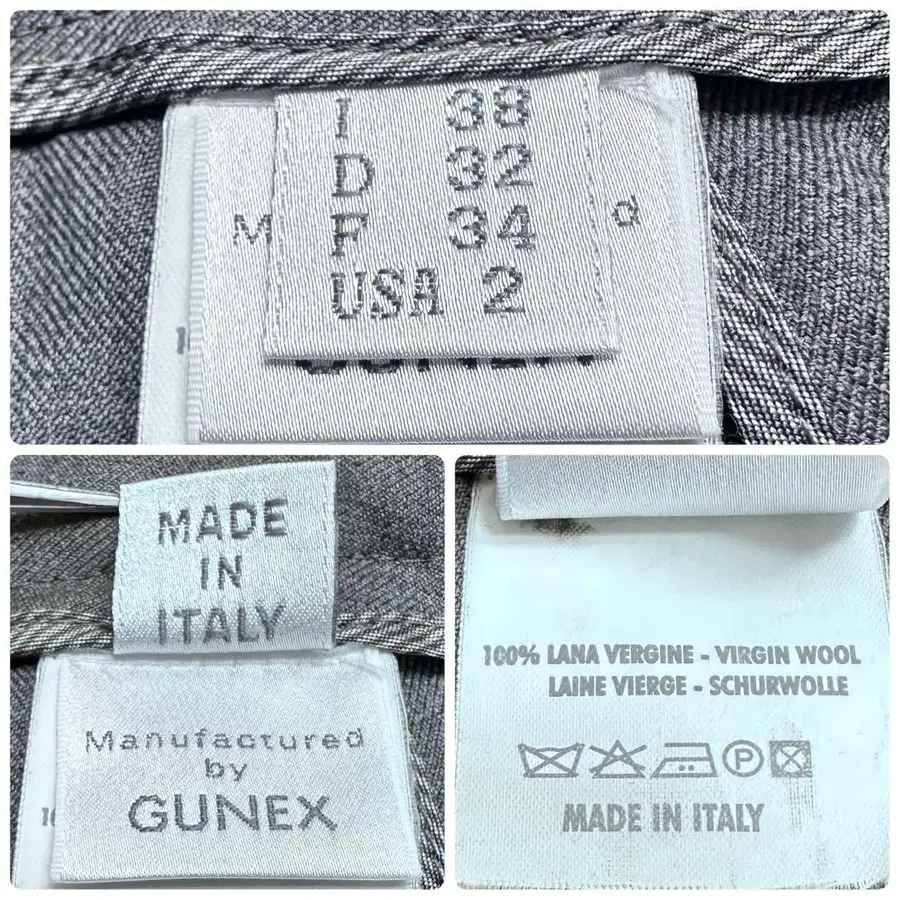 I 38
D 32
F 34
USA 2
M
d
MADE
IN
ITALY
Manufactured
by
GUNEX
100% LANA VERGINE - VIRGIN WOOL
LAINE VIERGE - SCHURWOLLE
P
MADE IN ITALY